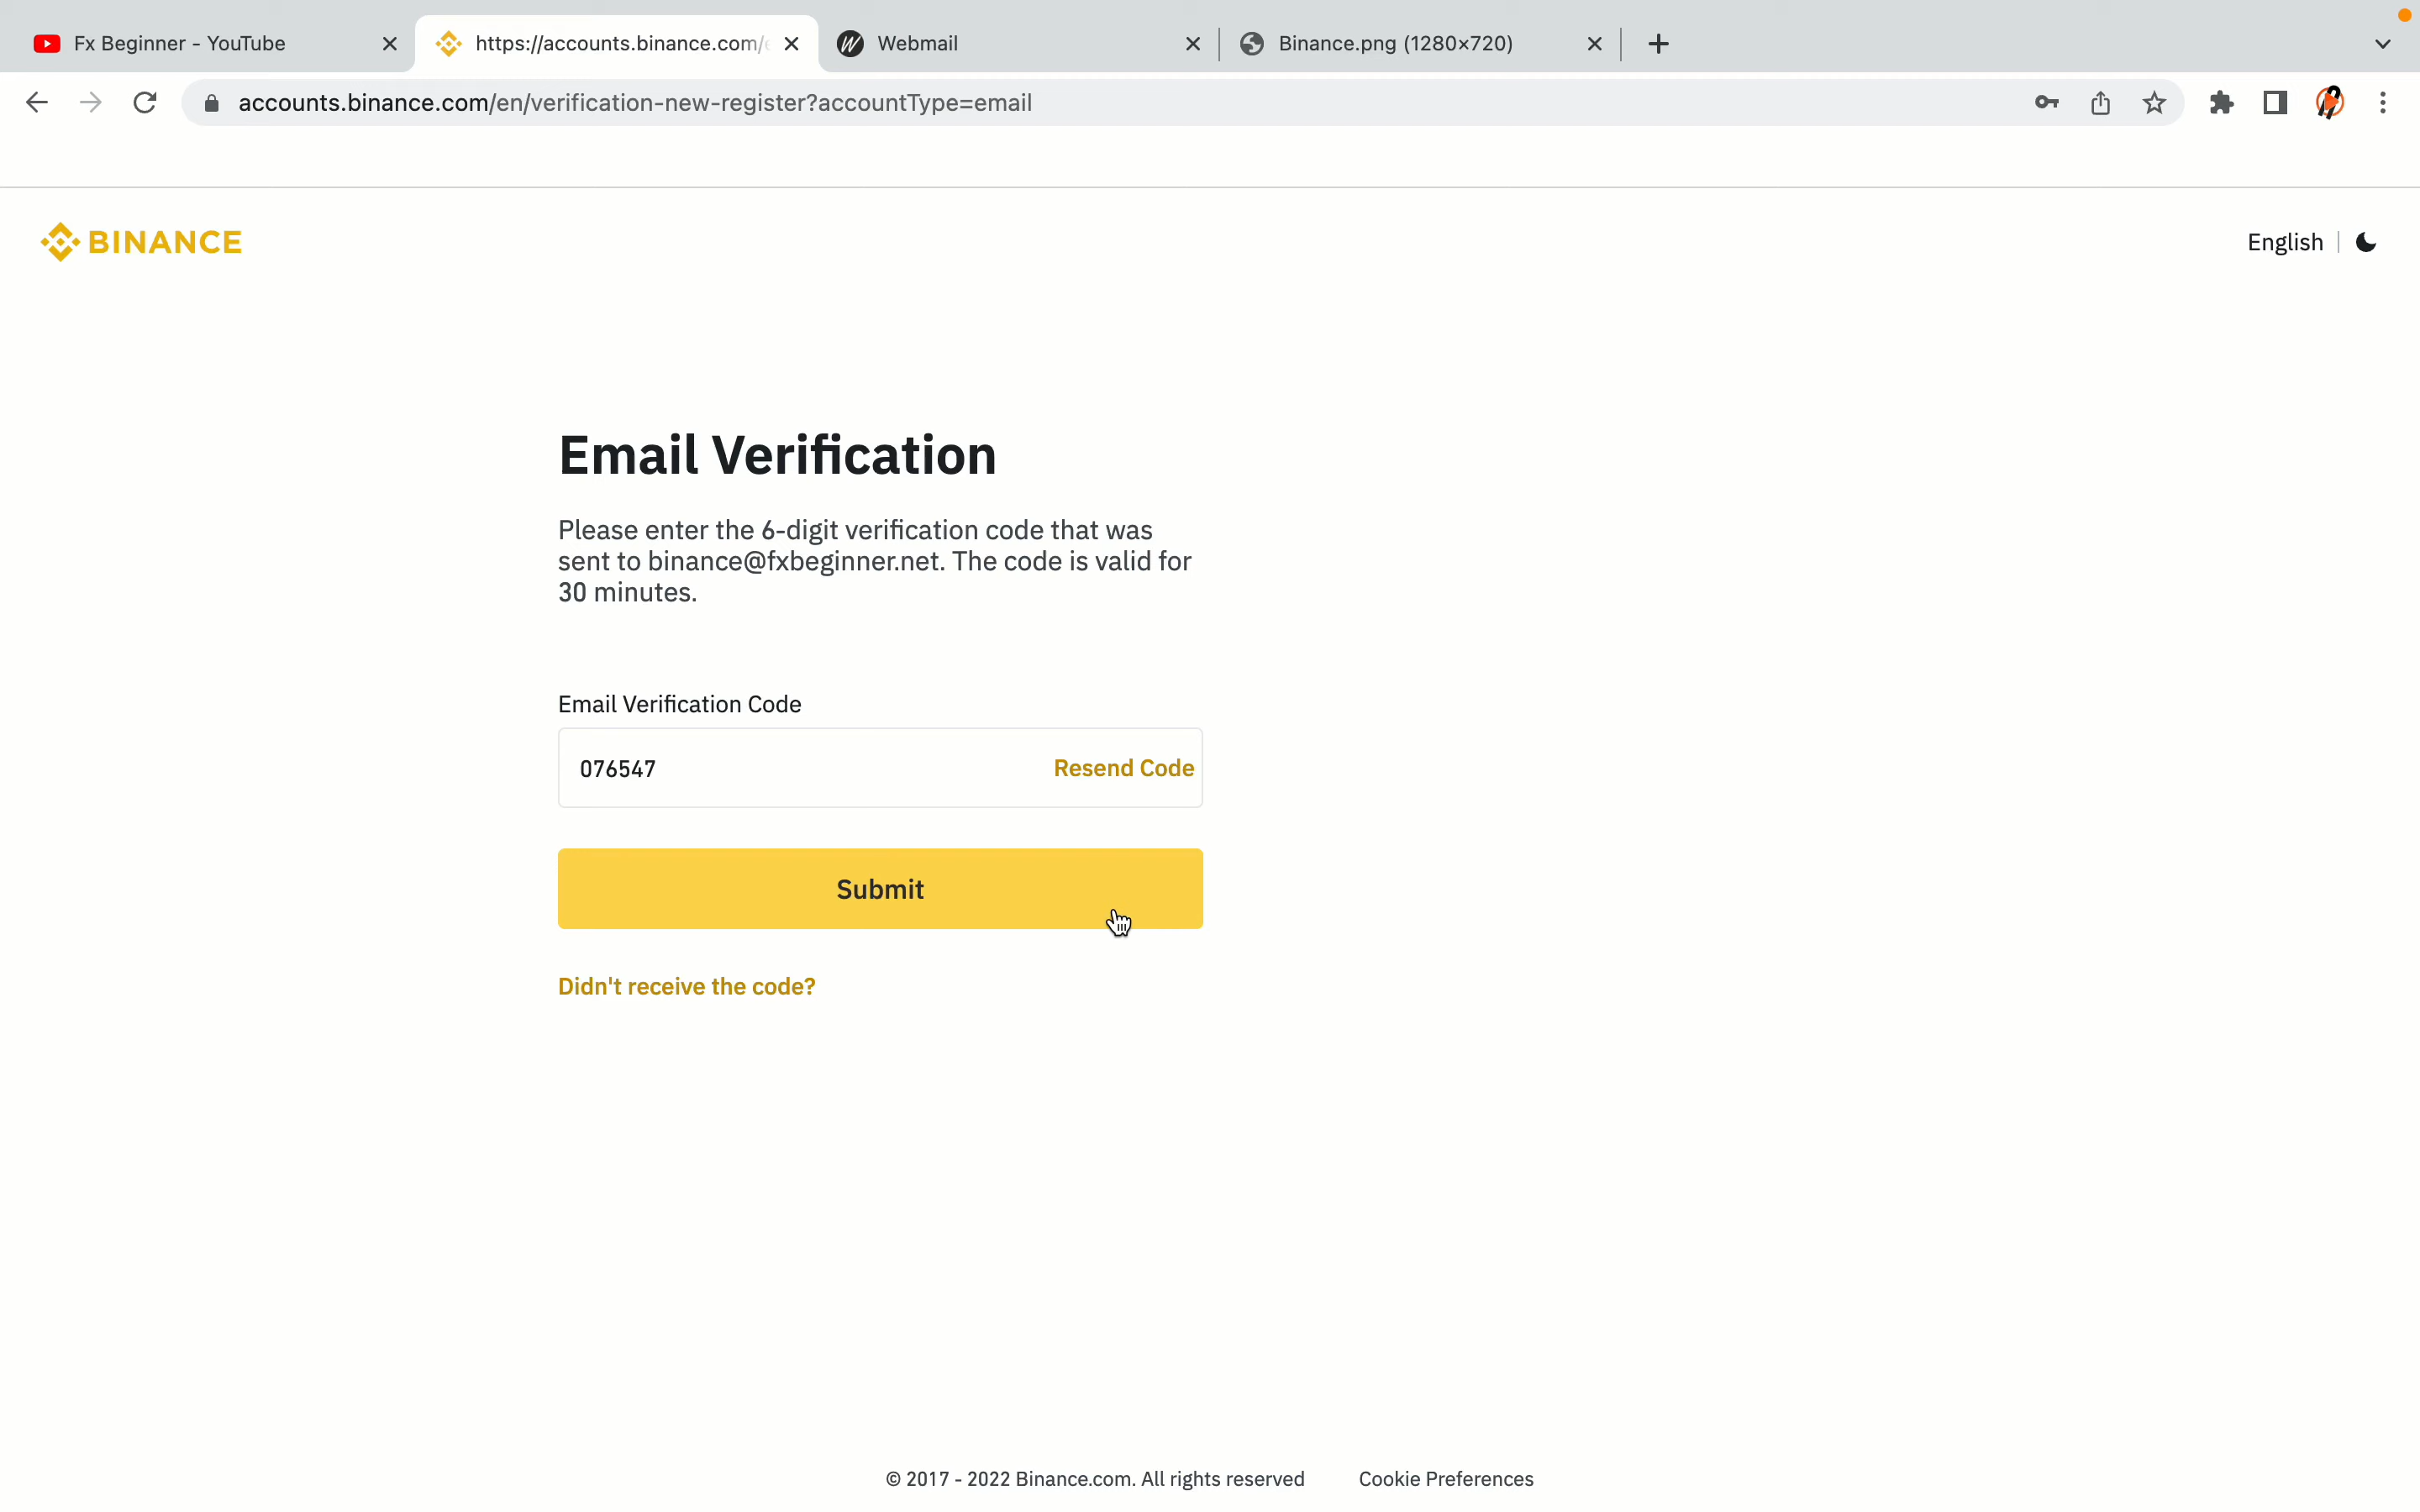 Fx Beginner - YouTube
https://accounts.binance.com/
Webmail
Binance.png (1280×720)
accounts.binance.com/en/verification-new-register?accountType=email
BINANCE
English
Email Verification
Please enter the 6-digit verification code that was
sent to binance@fxbeginner.net. The code is valid for
30 minutes.
Email Verification Code
076547
Resend Code
Submit
Didn't receive the code?
© 2017 - 2022 Binance.com. All rights reserved
Cookie Preferences